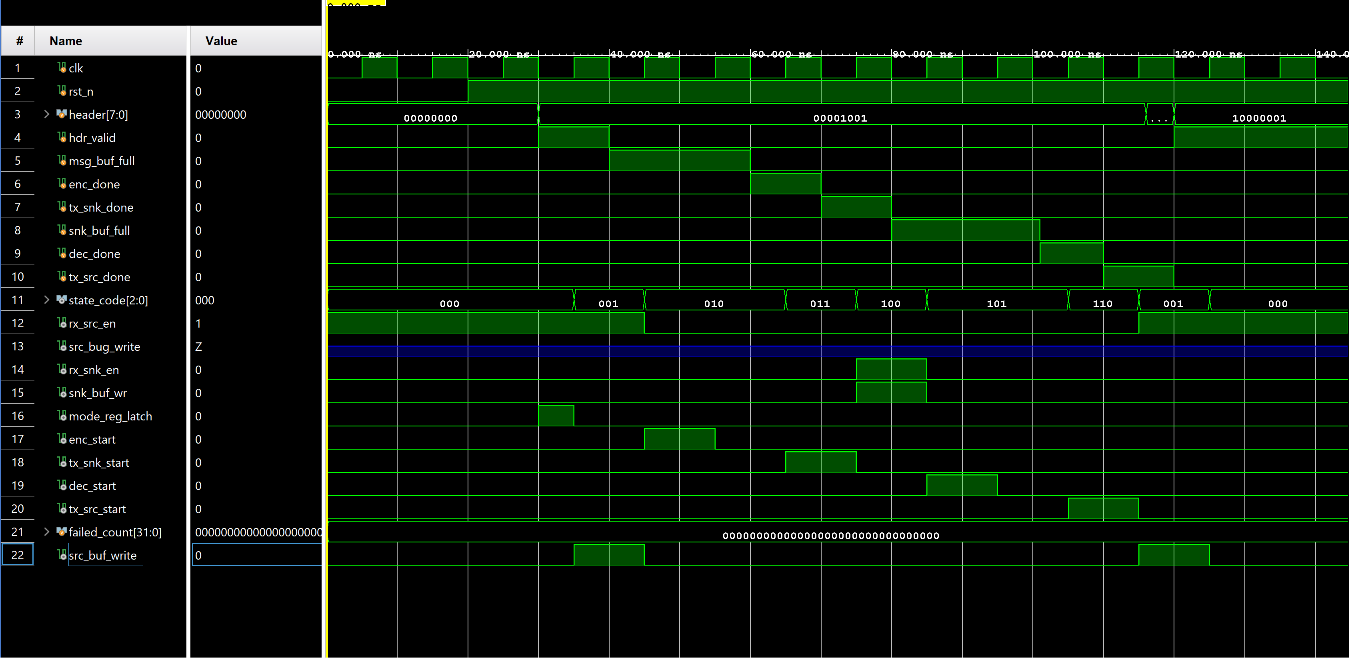 0.000 ns
# Name Value
0.000 ns 20.000 ns 40.000 ns 60.000 ns 80.000 ns 100.000 ns 120.000 ns 140.0
1 clk 0
2 rst_n 0
3 header[7:0] 00000000 00000000 00001001 ... 10000001
4 hdr_valid 0
5 msg_buf_full 0
6 enc_done 0
7 tx_snk_done 0
8 snk_buf_full 0
9 dec_done 0
10 tx_src_done 0
11 state_code[2:0] 000 000 001 010 011 100 101 110 001 000
12 rx_src_en 1
13 src_bug_write Z
14 rx_snk_en 0
15 snk_buf_wr 0
16 mode_reg_latch 0
17 enc_start 0
18 tx_snk_start 0
19 dec_start 0
20 tx_src_start 0
21 failed_count[31:0] 00000000000000000000 00000000000000000000000000000000
22 src_buf_write 0